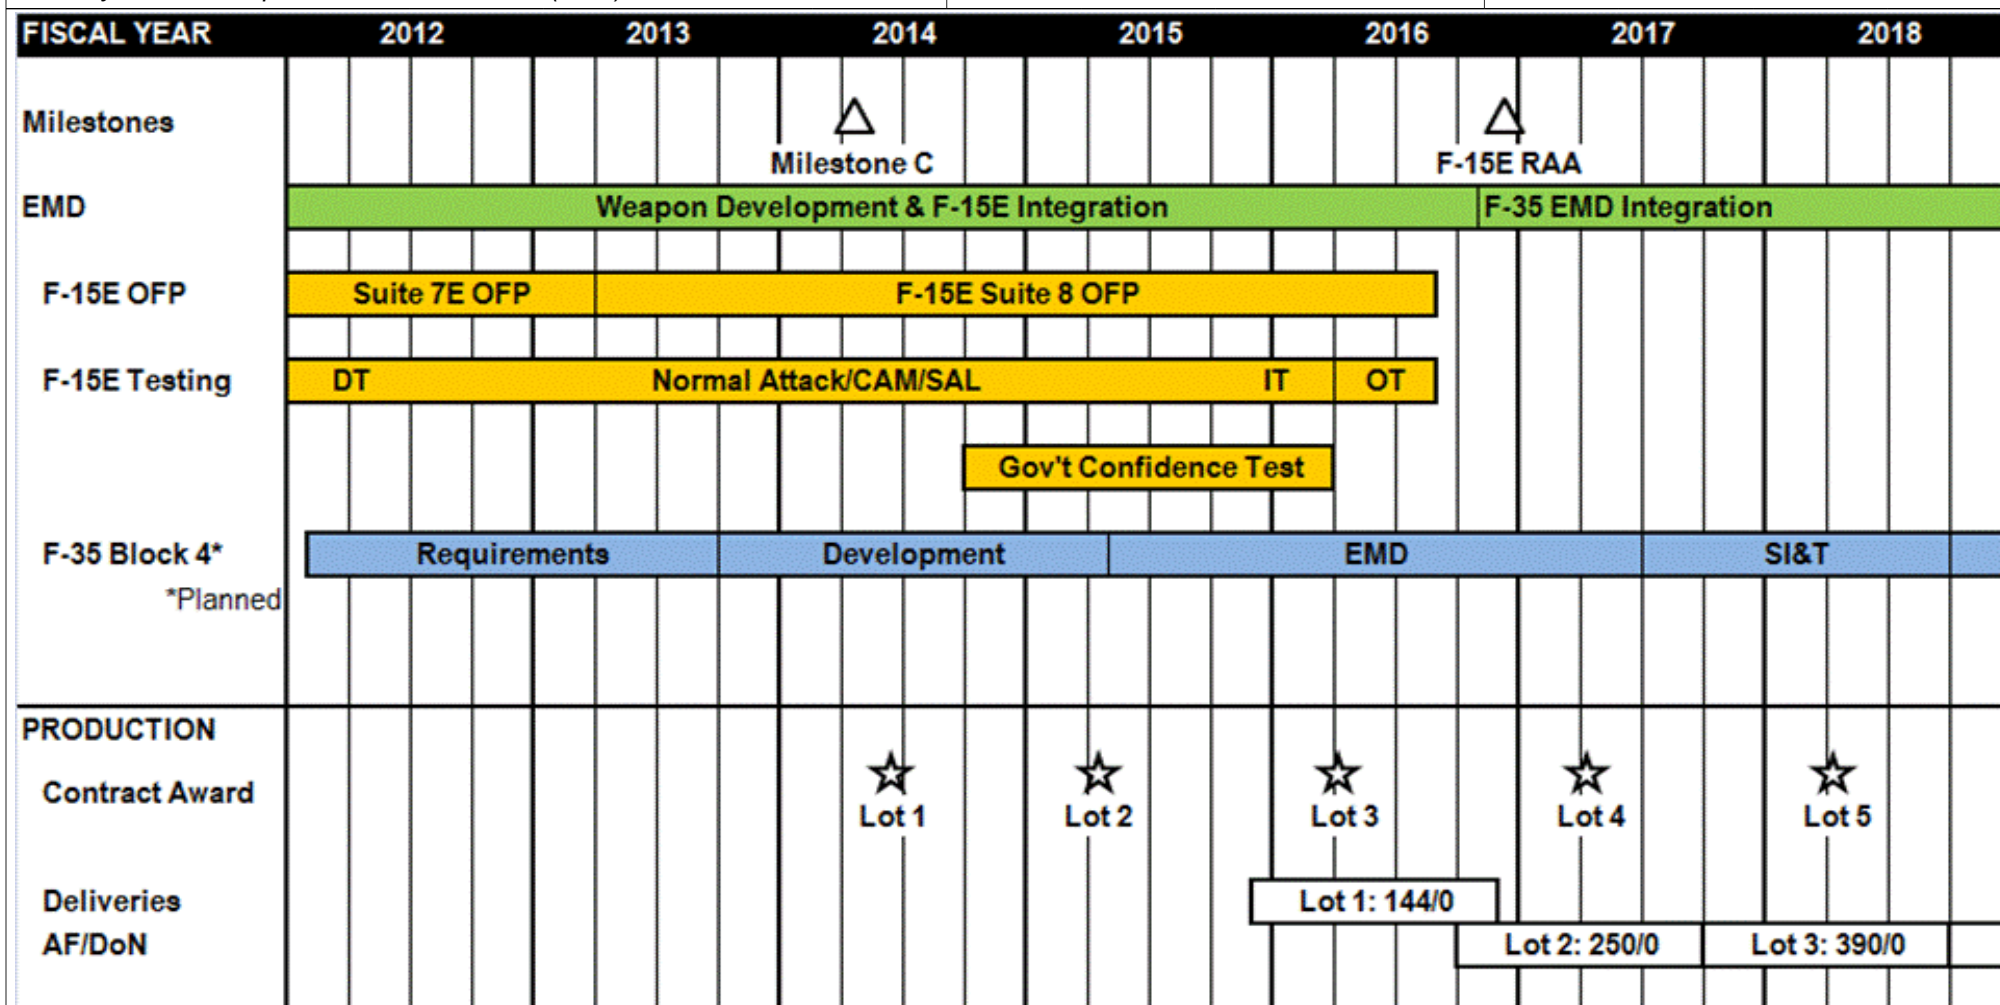 FISCAL YEAR 2012 2013 2014 2015 2016 2017 2018
Milestones
Milestone C F-15E RAA
EMD Weapon Development & F-15E Integration F-35 EMD Integration
F-15E OFP Suite 7E OFP F-15E Suite 8 OFP
F-15E Testing DT Normal Attack/CAM/SAL IT OT
Gov't Confidence Test
F-35 Block 4* Requirements Development EMD SI&T
*Planned
PRODUCTION
Contract Award
Lot 1 Lot 2 Lot 3 Lot 4 Lot 5
Deliveries Lot 1: 144/0
AF/DoN Lot 2: 250/0 Lot 3: 390/0